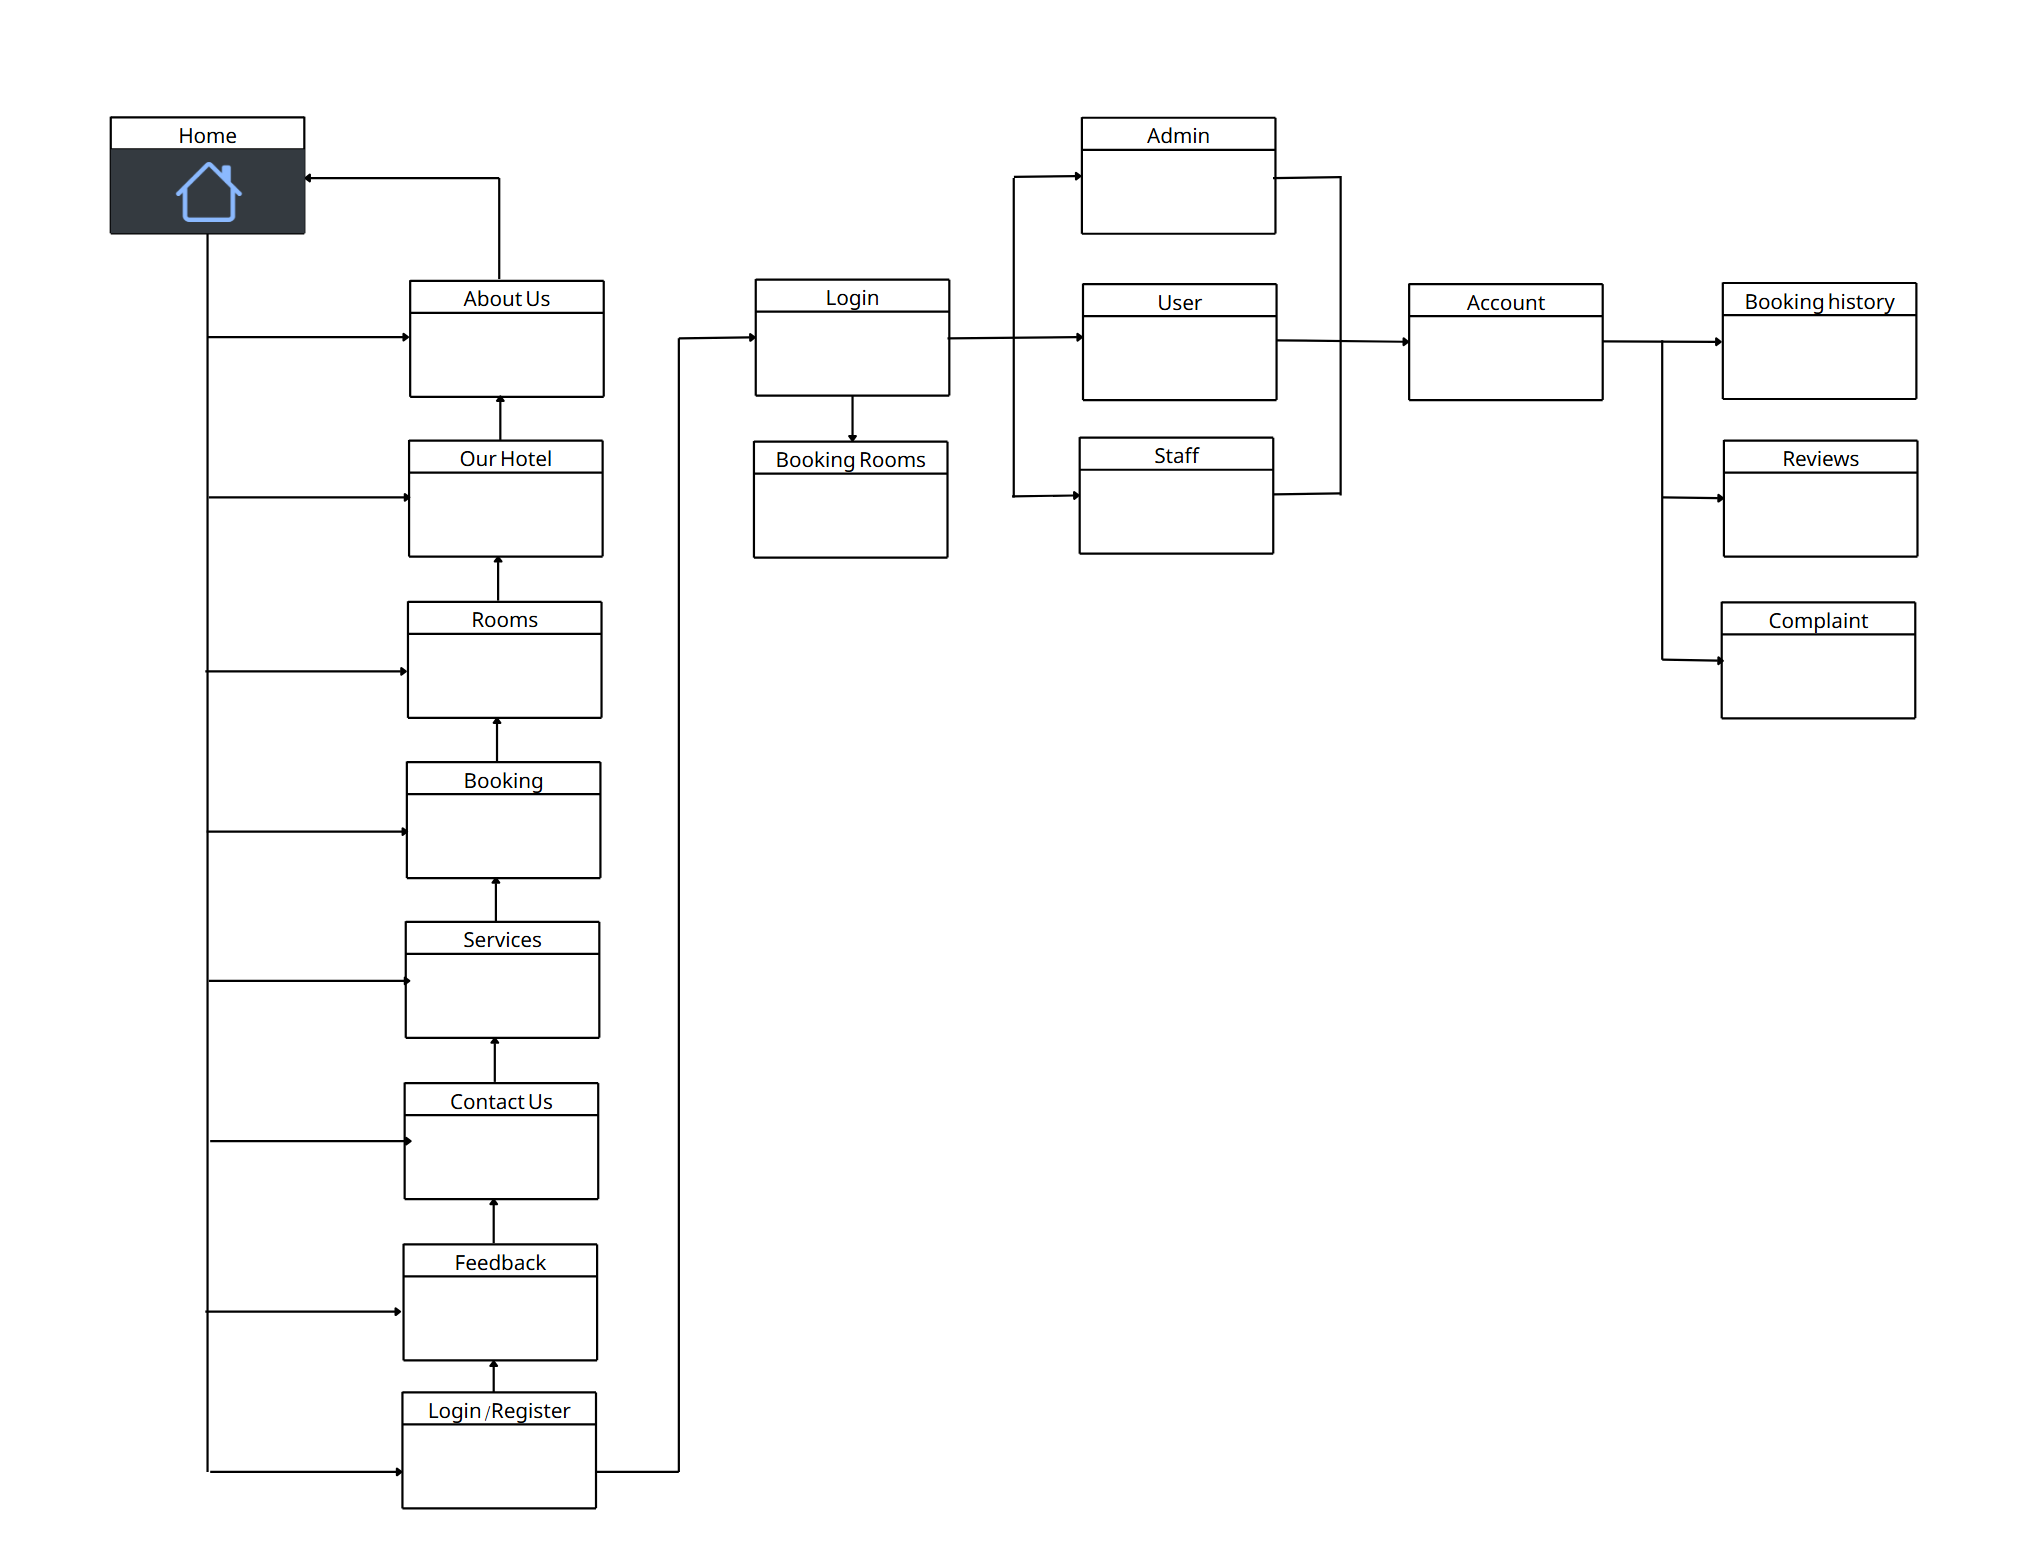 Home
About Us
Our Hotel
Rooms
Booking
Services
Contact Us
Feedback
Login /Register
Login
Booking Rooms
Admin
User
Staff
Account
Booking history
Reviews
Complaint